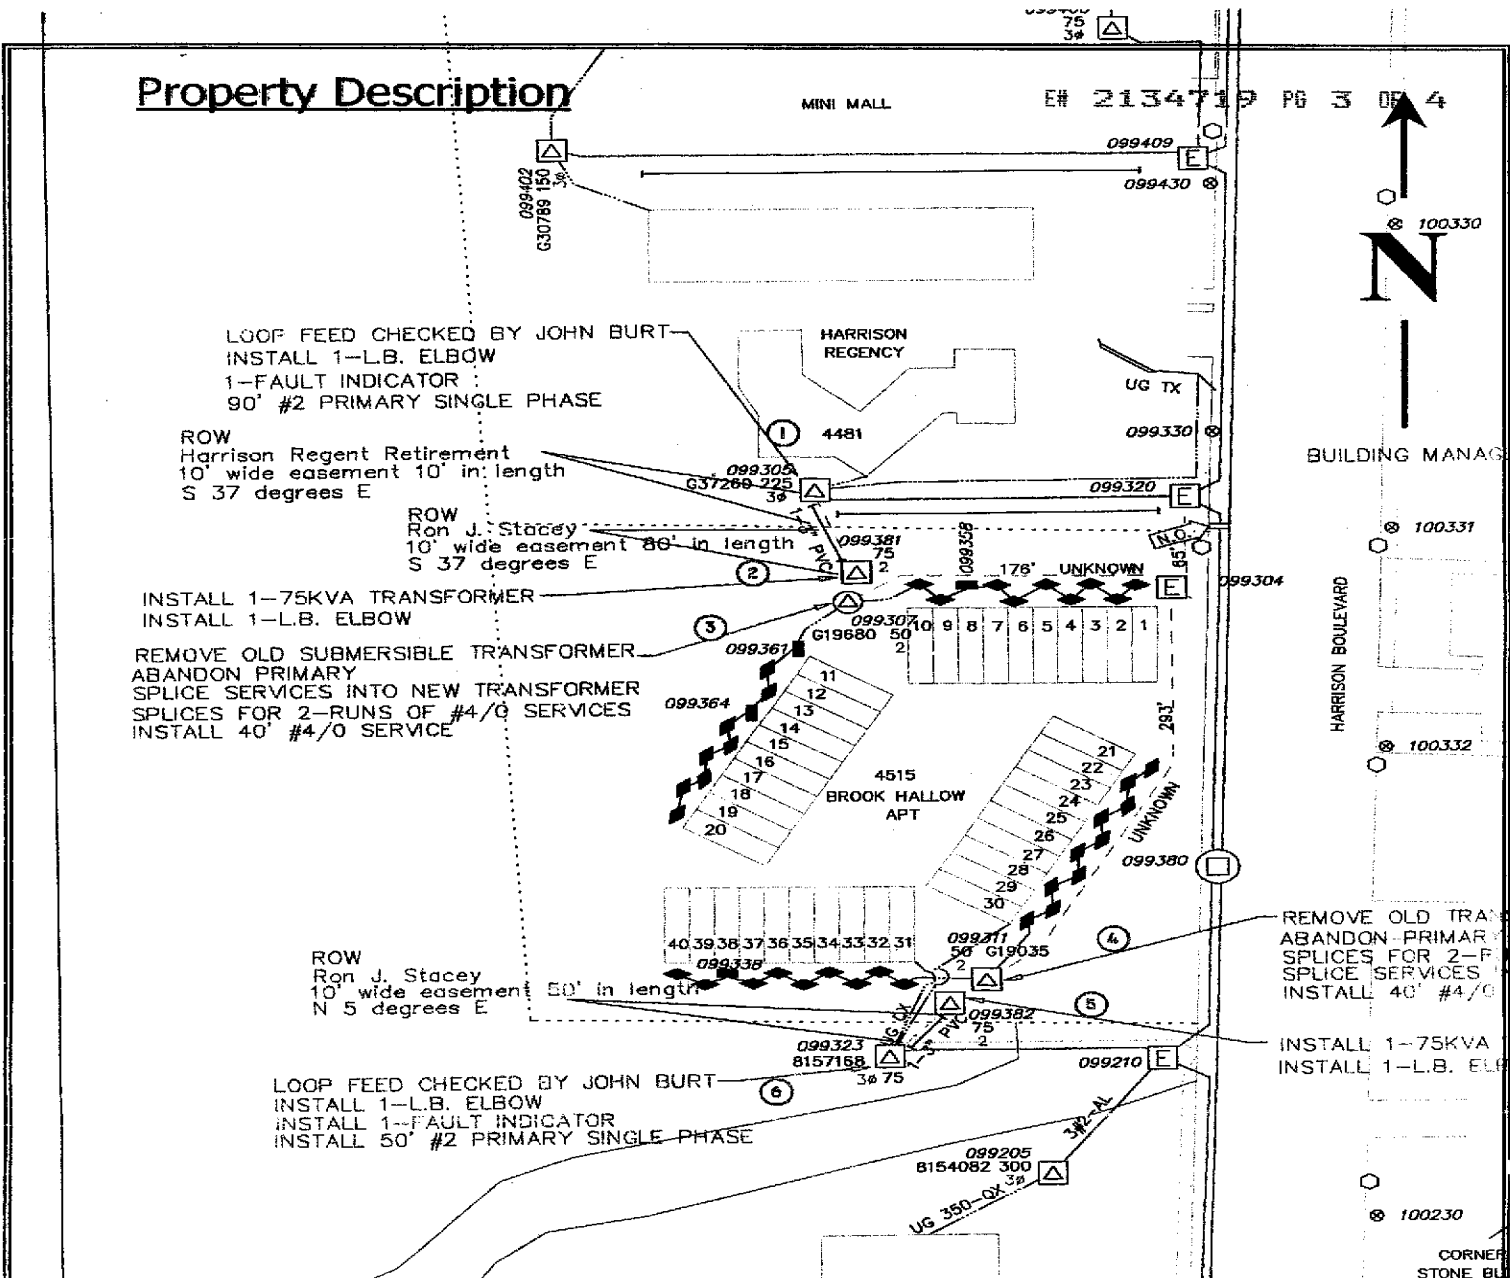 75
3ø
Property Description
MINI MALL
E# 2134719 PG 3 OF 4
099409
099430
099402
G30789 150
3ø
100330
N
LOOP FEED CHECKED BY JOHN BURT
INSTALL 1-L.B. ELBOW
1-FAULT INDICATOR
90' #2 PRIMARY SINGLE PHASE
HARRISON
REGENCY
UG TX
1
4481
099330
BUILDING MANAG
ROW
Harrison Regent Retirement
10' wide easement 10' in length
S 37 degrees E
099305
G37260 225
3ø
099320
E
ROW
Ron J. Stacey
10' wide easement 80' in length
S 37 degrees E
PVC
099381
75
2
099358
N.O.
65'
100331
2
176' UNKNOWN
E
099304
INSTALL 1-75KVA TRANSFORMER
INSTALL 1-L.B. ELBOW
3
099307
G19680 50
2
10 9 8 7 6 5 4 3 2 1
HARRISON BOULEVARD
REMOVE OLD SUBMERSIBLE TRANSFORMER
ABANDON PRIMARY
SPLICE SERVICES INTO NEW TRANSFORMER
SPLICES FOR 2-RUNS OF #4/0 SERVICES
INSTALL 40' #4/0 SERVICE
099361
099364
11
12
13
14
15
16
17
18
19
20
293'
100332
4515
BROOK HALLOW
APT
21
22
23
24
25
26
27
28
29
30
UNKNOWN
099380
40 39 38 37 36 35 34 33 32 31
099338
099311
50 G19035
2
4
REMOVE OLD TRAN
ABANDON PRIMARY
SPLICES FOR 2-R
SPLICE SERVICES
INSTALL 40' #4/0
ROW
Ron J. Stacey
10' wide easement 50' in length
N 5 degrees E
UG QX
1-3" PVC
099382
75
2
5
099323
8157168
3ø 75
099210
E
INSTALL 1-75KVA
INSTALL 1-L.B. ELB
LOOP FEED CHECKED BY JOHN BURT
INSTALL 1-L.B. ELBOW
INSTALL 1-FAULT INDICATOR
INSTALL 50' #2 PRIMARY SINGLE PHASE
6
3#2-AL
099205
8154082 300
3ø
UG 350-QX
100230
CORNER
STONE BU